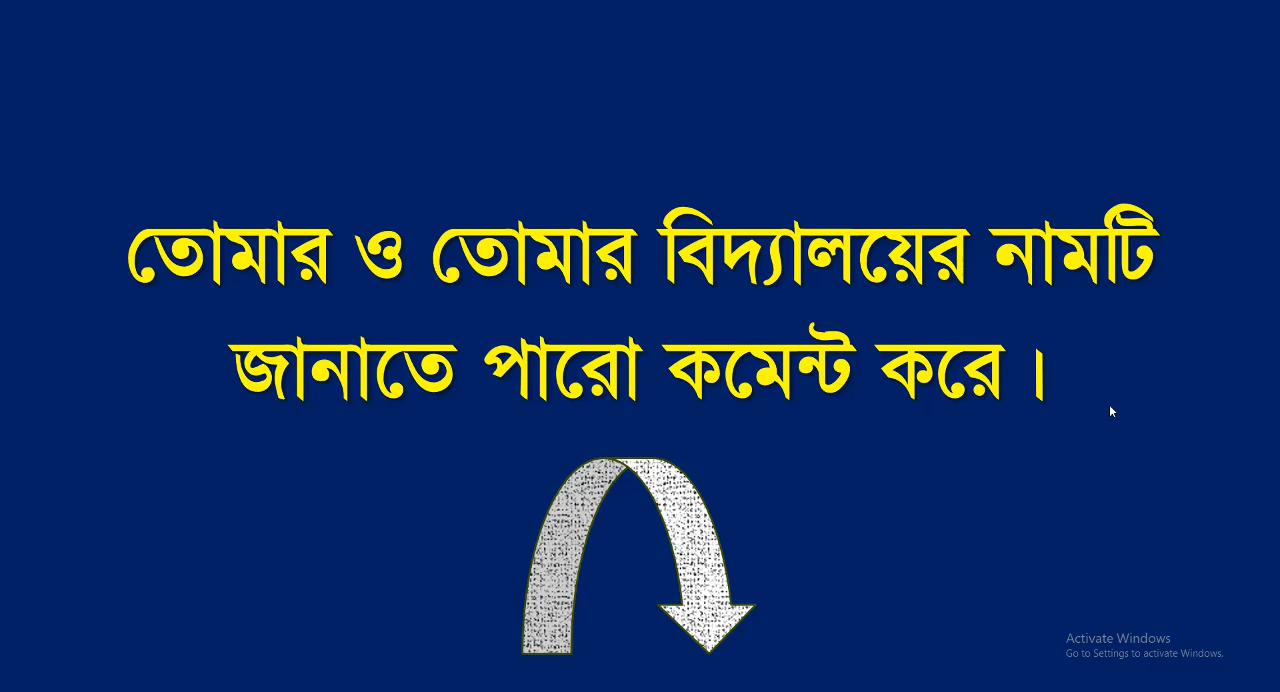 তোমার ও তোমার বিদ্যালয়ের নামটি
জানাতে পারো কমেন্ট করে।
Activate Windows
Go to Settings to activate Windows.